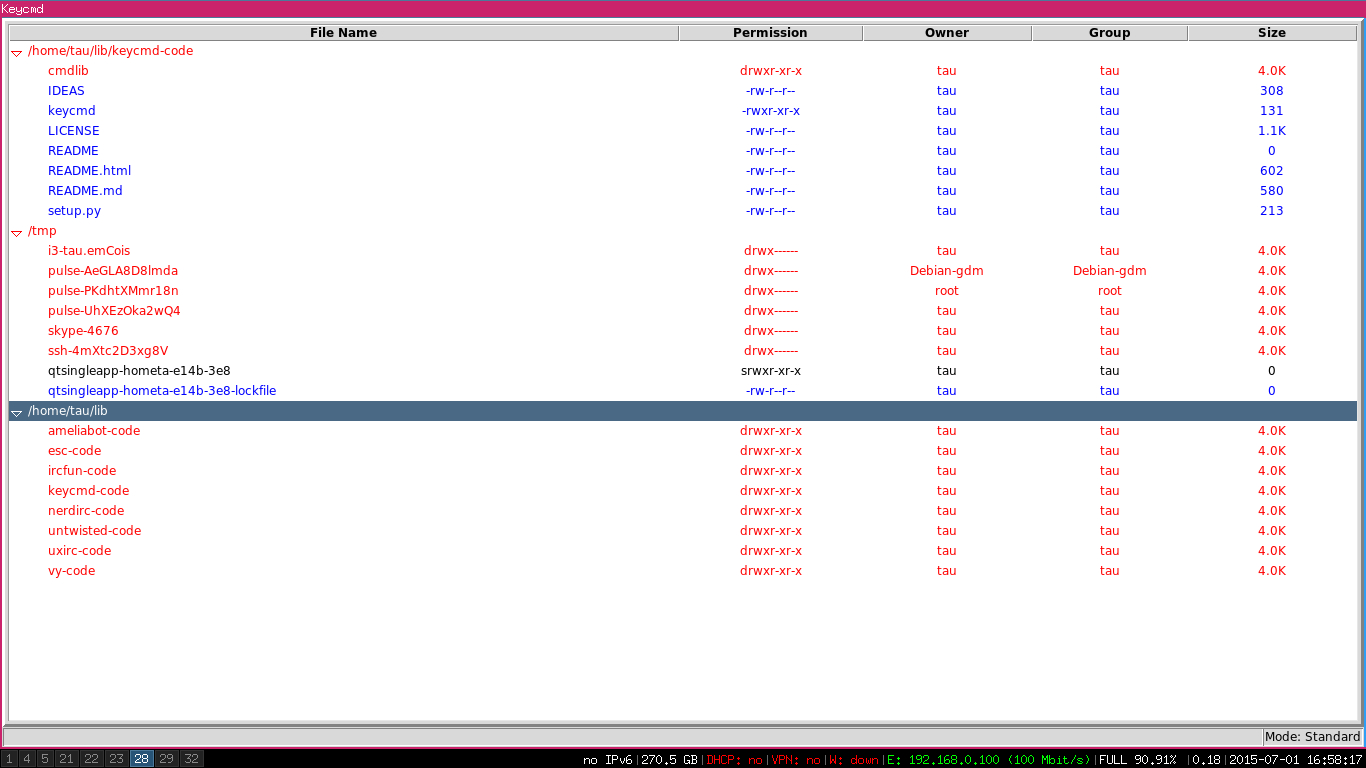 Keycmd
File Name Permission Owner Group Size
/home/tau/lib/keycmd-code
cmdlib drwxr-xr-x tau tau 4.0K
IDEAS -rw-r--r-- tau tau 308
keycmd -rwxr-xr-x tau tau 131
LICENSE -rw-r--r-- tau tau 1.1K
README -rw-r--r-- tau tau 0
README.html -rw-r--r-- tau tau 602
README.md -rw-r--r-- tau tau 580
setup.py -rw-r--r-- tau tau 213
/tmp
i3-tau.emCois drwx------ tau tau 4.0K
pulse-AeGLA8D8lmda drwx------ Debian-gdm Debian-gdm 4.0K
pulse-PKdhtXMmr18n drwx------ root root 4.0K
pulse-UhXEzOka2wQ4 drwx------ tau tau 4.0K
skype-4676 drwx------ tau tau 4.0K
ssh-4mXtc2D3xg8V drwx------ tau tau 4.0K
qtsingleapp-hometa-e14b-3e8 srwxr-xr-x tau tau 0
qtsingleapp-hometa-e14b-3e8-lockfile -rw-r--r-- tau tau 0
/home/tau/lib
ameliabot-code drwxr-xr-x tau tau 4.0K
esc-code drwxr-xr-x tau tau 4.0K
ircfun-code drwxr-xr-x tau tau 4.0K
keycmd-code drwxr-xr-x tau tau 4.0K
nerdirc-code drwxr-xr-x tau tau 4.0K
untwisted-code drwxr-xr-x tau tau 4.0K
uxirc-code drwxr-xr-x tau tau 4.0K
vy-code drwxr-xr-x tau tau 4.0K
Mode: Standard
1 4 5 21 22 23 28 29 32 no IPv6|270.5 GB|DHCP: no|VPN: no|W: down|E: 192.168.0.100 (100 Mbit/s)|FULL 90.91% |0.18|2015-07-01 16:58:17